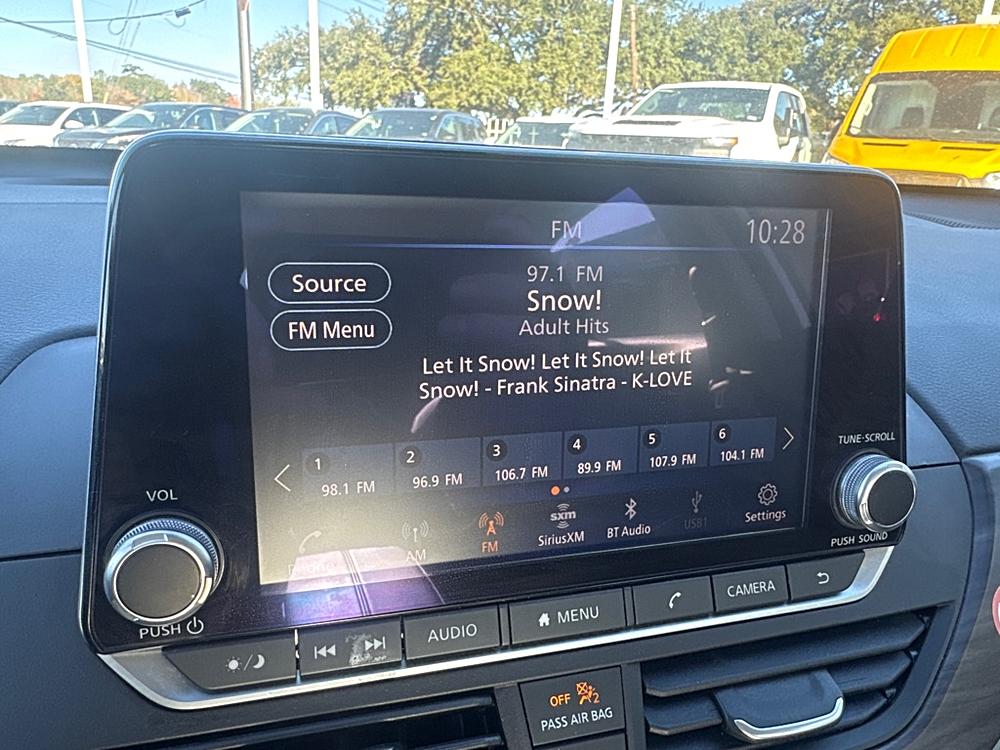 FM
10:28
Source
97.1 FM
Snow!
FM Menu
Adult Hits
Let It Snow! Let It Snow! Let It
Snow! - Frank Sinatra - K-LOVE
1 98.1 FM
2 96.9 FM
3 106.7 FM
4 89.9 FM
5 107.9 FM
6 104.1 FM
TUNE·SCROLL
VOL
Phone
AM
FM
sxm
SiriusXM
BT Audio
USB1
Settings
PUSH SOUND
PUSH
AUDIO
MENU
CAMERA
OFF 2
PASS AIR BAG